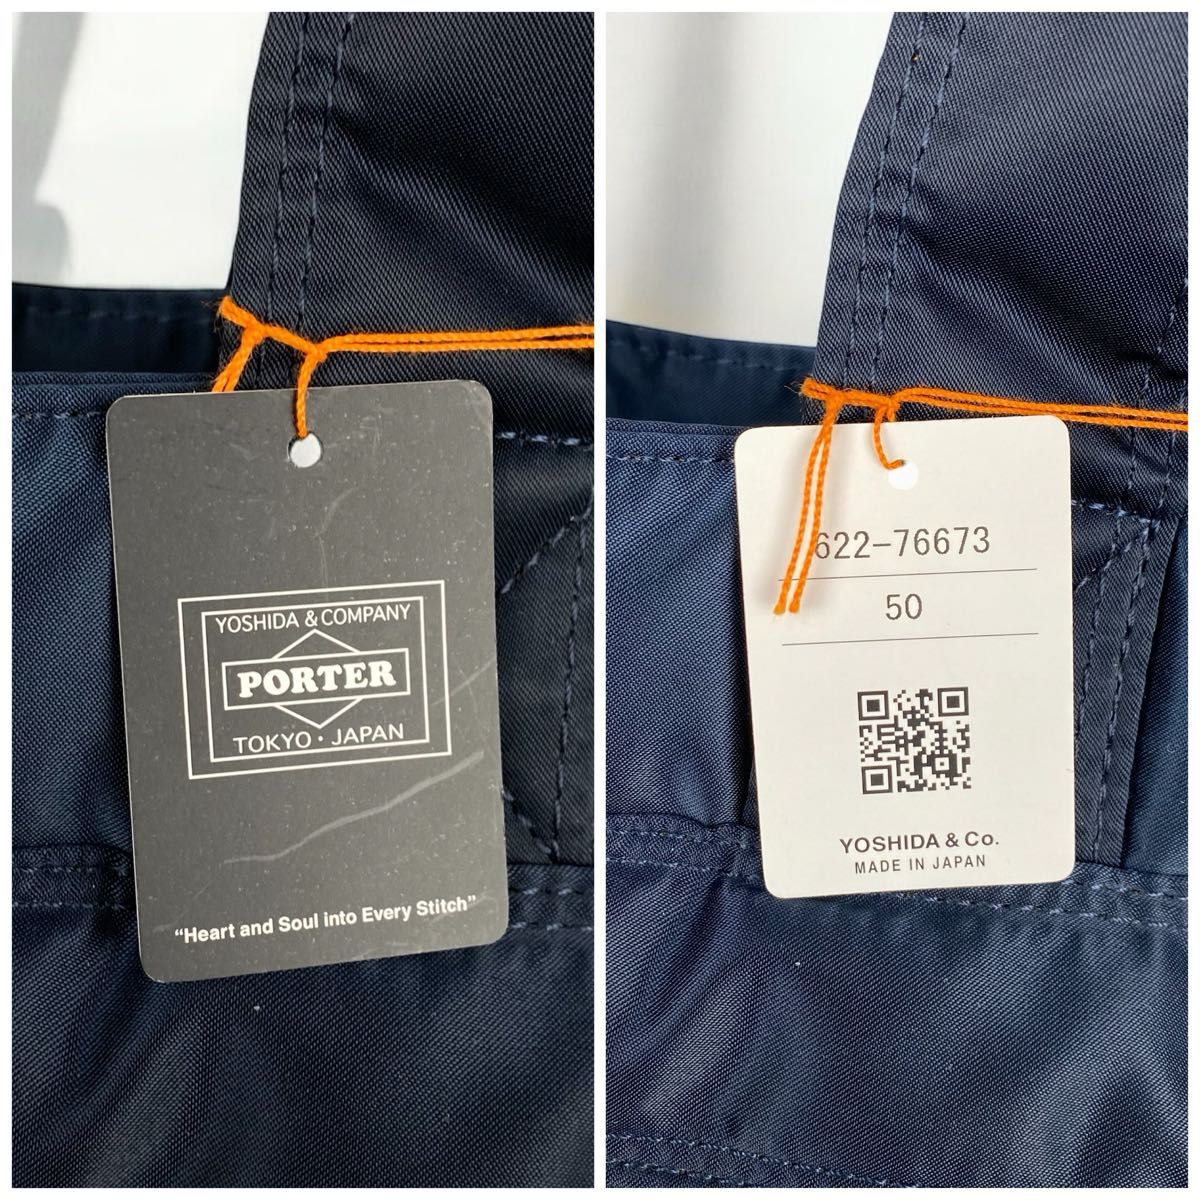 YOSHIDA & COMPANY
PORTER
TOKYO・JAPAN
“Heart and Soul into Every Stitch”
622-76673
50
YOSHIDA & Co.
MADE IN JAPAN